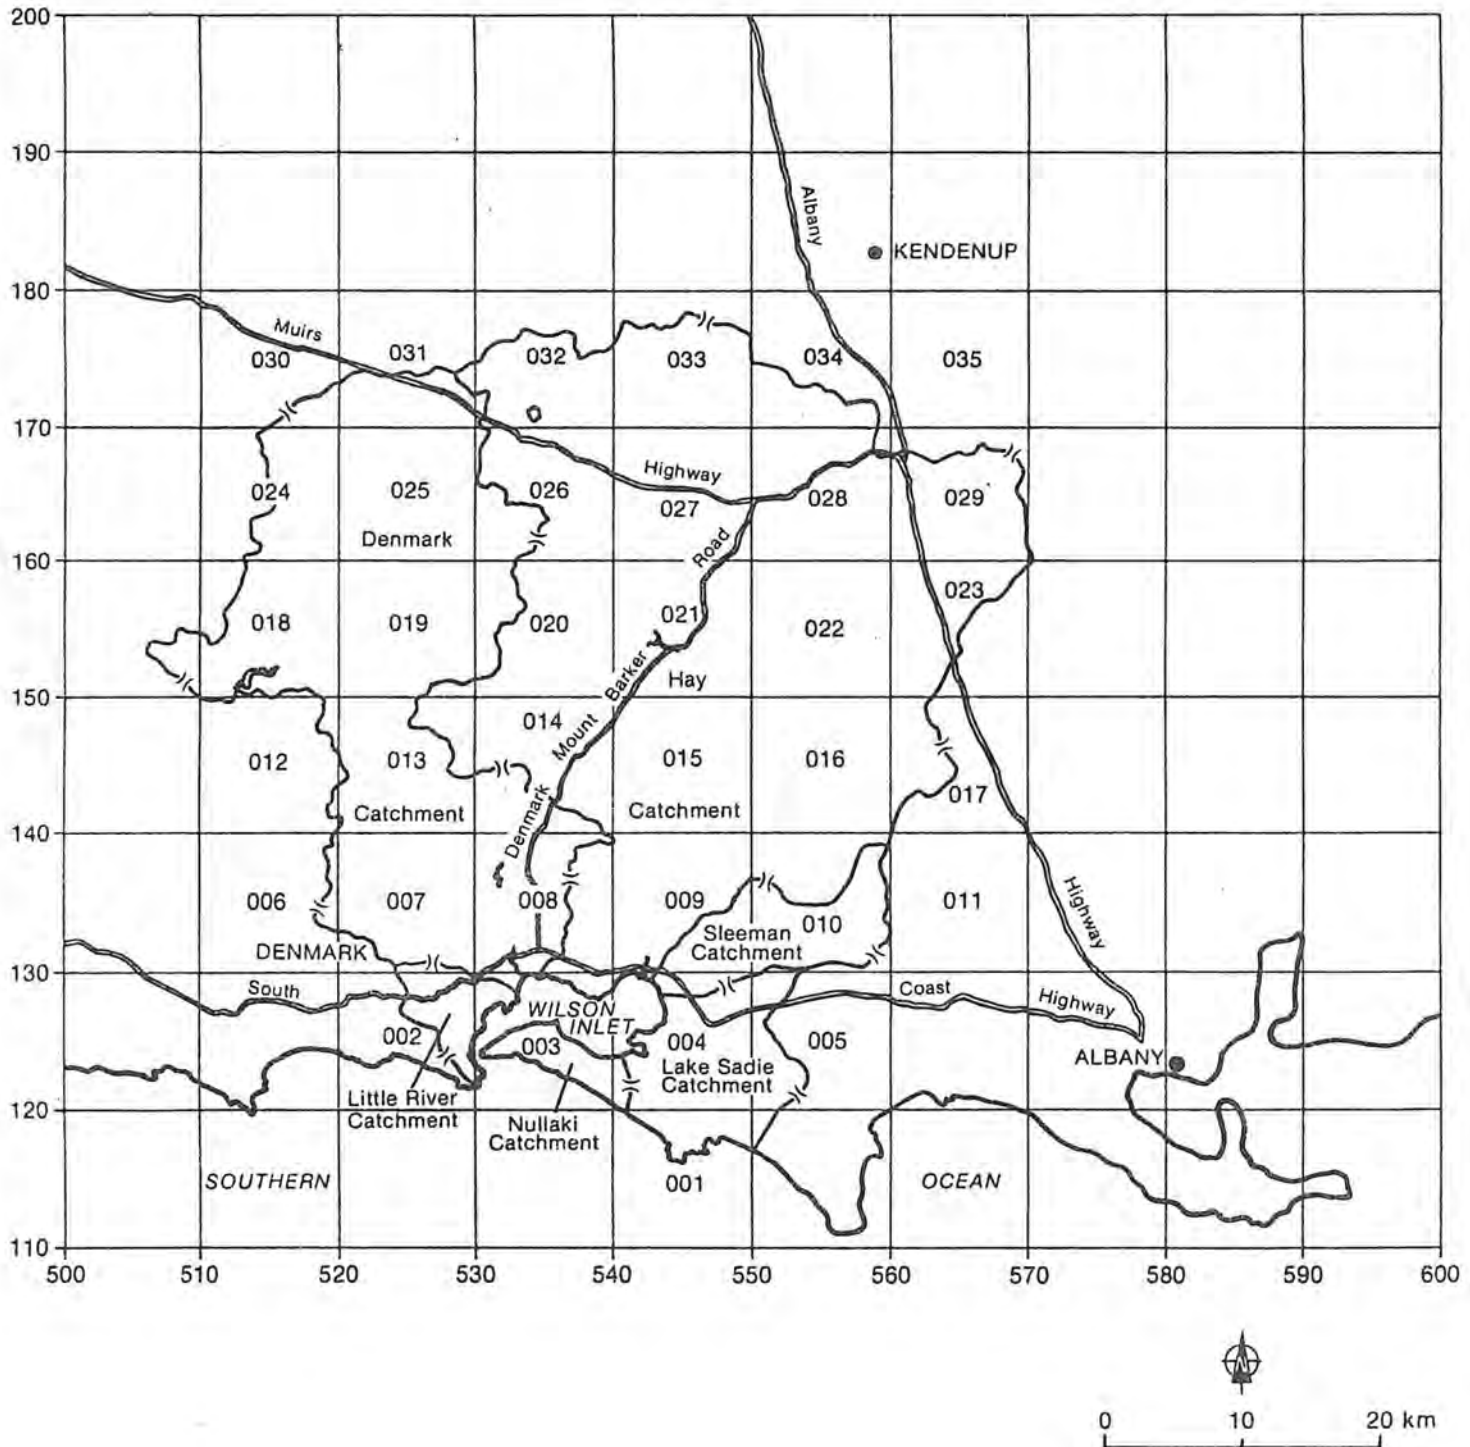 200
190
Albany
KENDENUP
180
Muirs
030
031
032
033
034
035
170
Highway
024
025
026
027
028
029
Denmark
Road
160
023
018
019
020
021
022
Barker
Hay
150
014
Mount
012
013
015
016
017
Denmark
Catchment
Catchment
140
006
007
008
009
010
011
Highway
Sleeman
Catchment
DENMARK
130
South
Coast
Highway
WILSON
INLET
002
003
004
005
ALBANY
Lake Sadie
Catchment
Little River
Catchment
120
Nullaki
Catchment
SOUTHERN
001
OCEAN
110
500
510
520
530
540
550
560
570
580
590
600
0
10
20 km